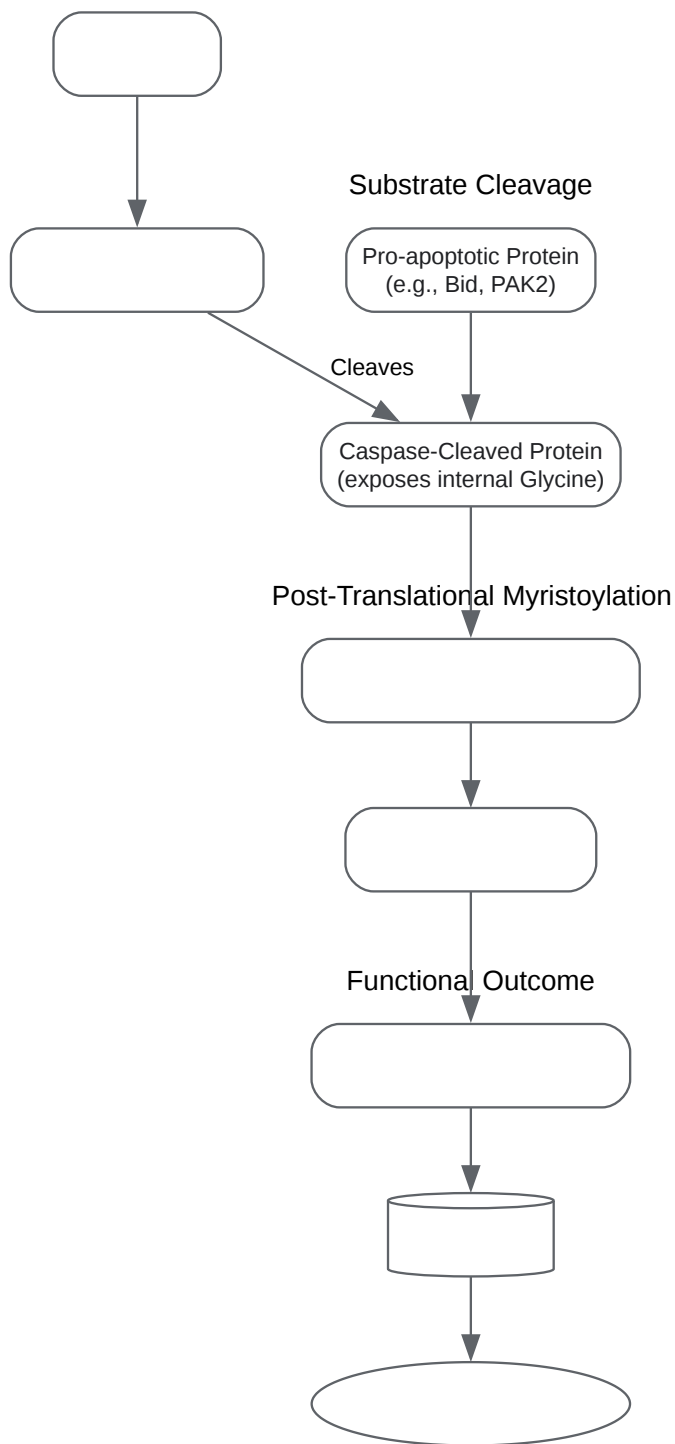 Substrate Cleavage
Pro-apoptotic Protein
(e.g., Bid, PAK2)
Cleaves
Caspase-Cleaved Protein
(exposes internal Glycine)
Post-Translational Myristoylation
Functional Outcome